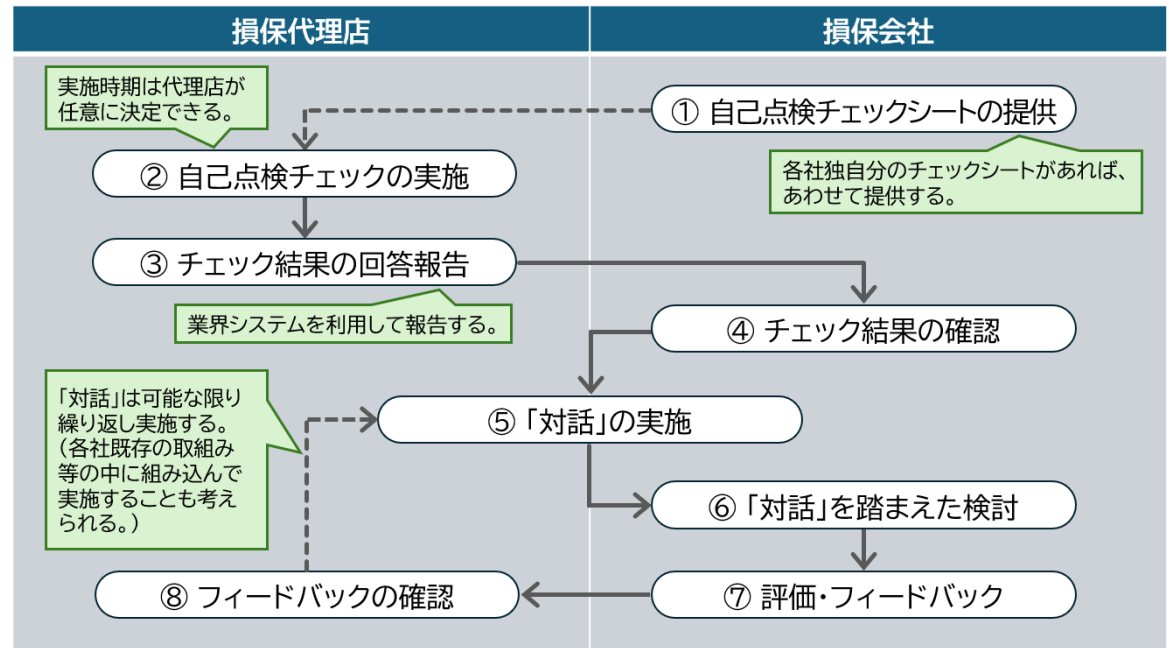 損保代理店
損保会社
実施時期は代理店が
任意に決定できる。
① 自己点検チェックシートの提供
各社独自分のチェックシートがあれば、
あわせて提供する。
② 自己点検チェックの実施
③ チェック結果の回答報告
業界システムを利用して報告する。
④ チェック結果の確認
「対話」は可能な限り
繰り返し実施する。
（各社既存の取組み
等の中に組み込んで
実施することも考え
られる。）
⑤ 「対話」の実施
⑥ 「対話」を踏まえた検討
⑦ 評価・フィードバック
⑧ フィードバックの確認